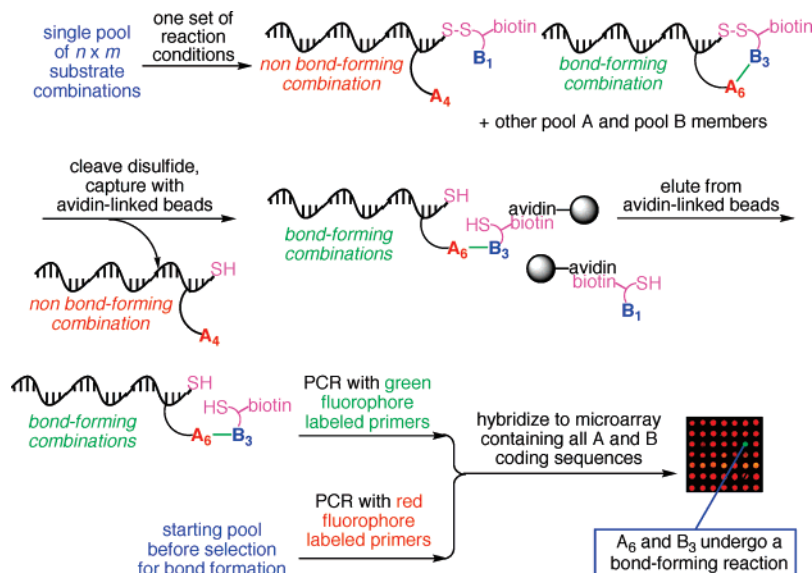 single pool
of n x m
substrate
combinations
one set of
reaction
conditions
S-S
biotin
B1
non bond-forming
combination
A4
S-S
biotin
B3
bond-forming
combination
A6
+ other pool A and pool B members
cleave disulfide,
capture with
avidin-linked beads
SH
non bond-forming
combination
A4
SH
bond-forming
combinations
HS
biotin
avidin
A6
B3
avidin
biotin
SH
B1
elute from
avidin-linked beads
SH
bond-forming
combinations
HS
biotin
A6
B3
PCR with green
fluorophore
labeled primers
starting pool
before selection
for bond formation
PCR with red
fluorophore
labeled primers
hybridize to microarray
containing all A and B
coding sequences
A6 and B3 undergo a
bond-forming reaction